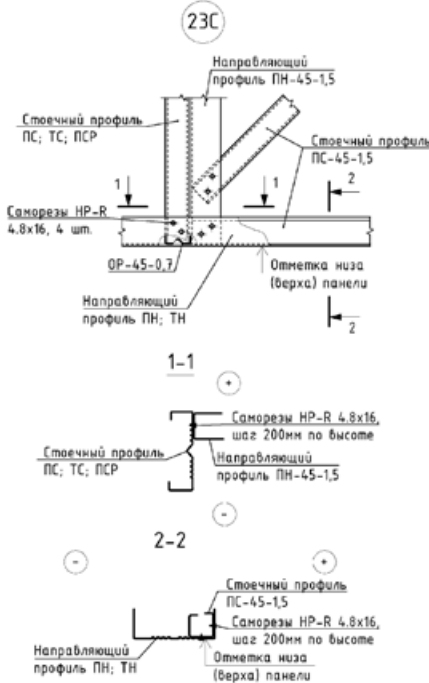 23С
Направляющий
профиль ПН-45-1,5
Стоечный профиль
ПС; ТС; ПСР
Стоечный профиль
ПС-45-1,5
2
1
1
Саморезы HP-R
4.8х16, 4 шт.
ОР-45-0,7
Отметка низа
(верха) панели
Направляющий
профиль ПН; ТН
2
1-1
+
Саморезы HP-R 4.8х16,
шаг 200мм по высоте
Стоечный профиль
ПС; ТС; ПСР
Направляющий
профиль ПН-45-1,5
-
2-2
-
+
Стоечный профиль
ПС-45-1,5
Саморезы HP-R 4.8х16,
шаг 200мм по высоте
Направляющий
профиль ПН; ТН
Отметка низа
(верха) панели